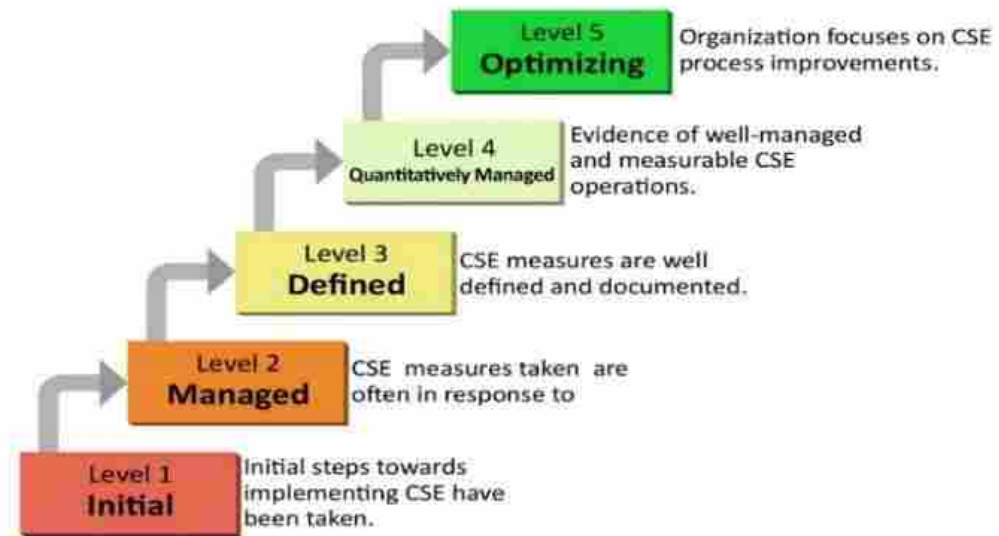 Level 5
Optimizing
Organization focuses on CSE
process improvements.
Level 4
Quantitatively Managed
Evidence of well-managed
and measurable CSE
operations.
Level 3
Defined
CSE measures are well
defined and documented.
Level 2
Managed
CSE measures taken are
often in response to
Level 1
Initial
Initial steps towards
implementing CSE have
been taken.